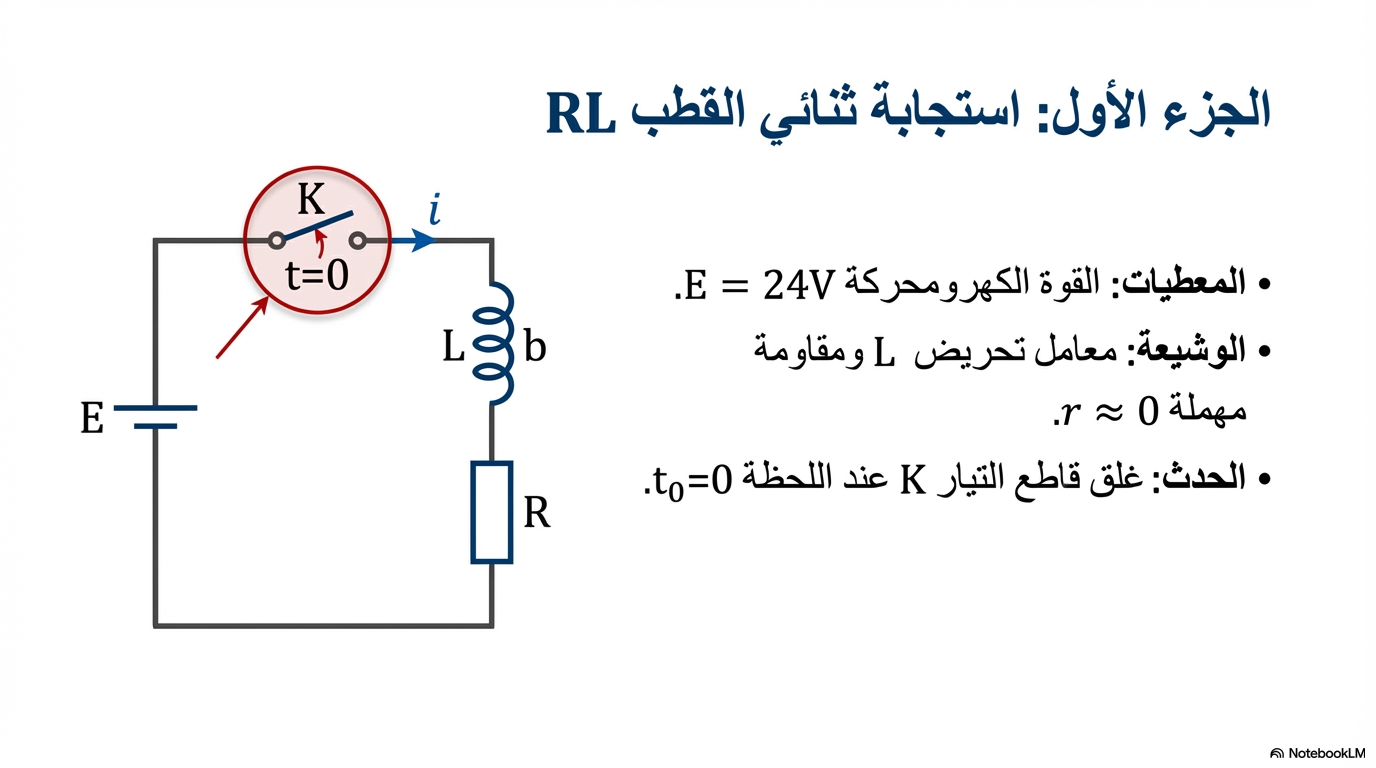 الجزء الأول: استجابة ثنائي القطب RL
• المعطيات: القوة الكهرومحركة E = 24V.
• الوشيعة: معامل تحريض L ومقاومة
مهملة r ≈ 0.
• الحدث: غلق قاطع التيار K عند اللحظة t₀=0.
K
t=0
i
L
b
E
R
NotebookLM